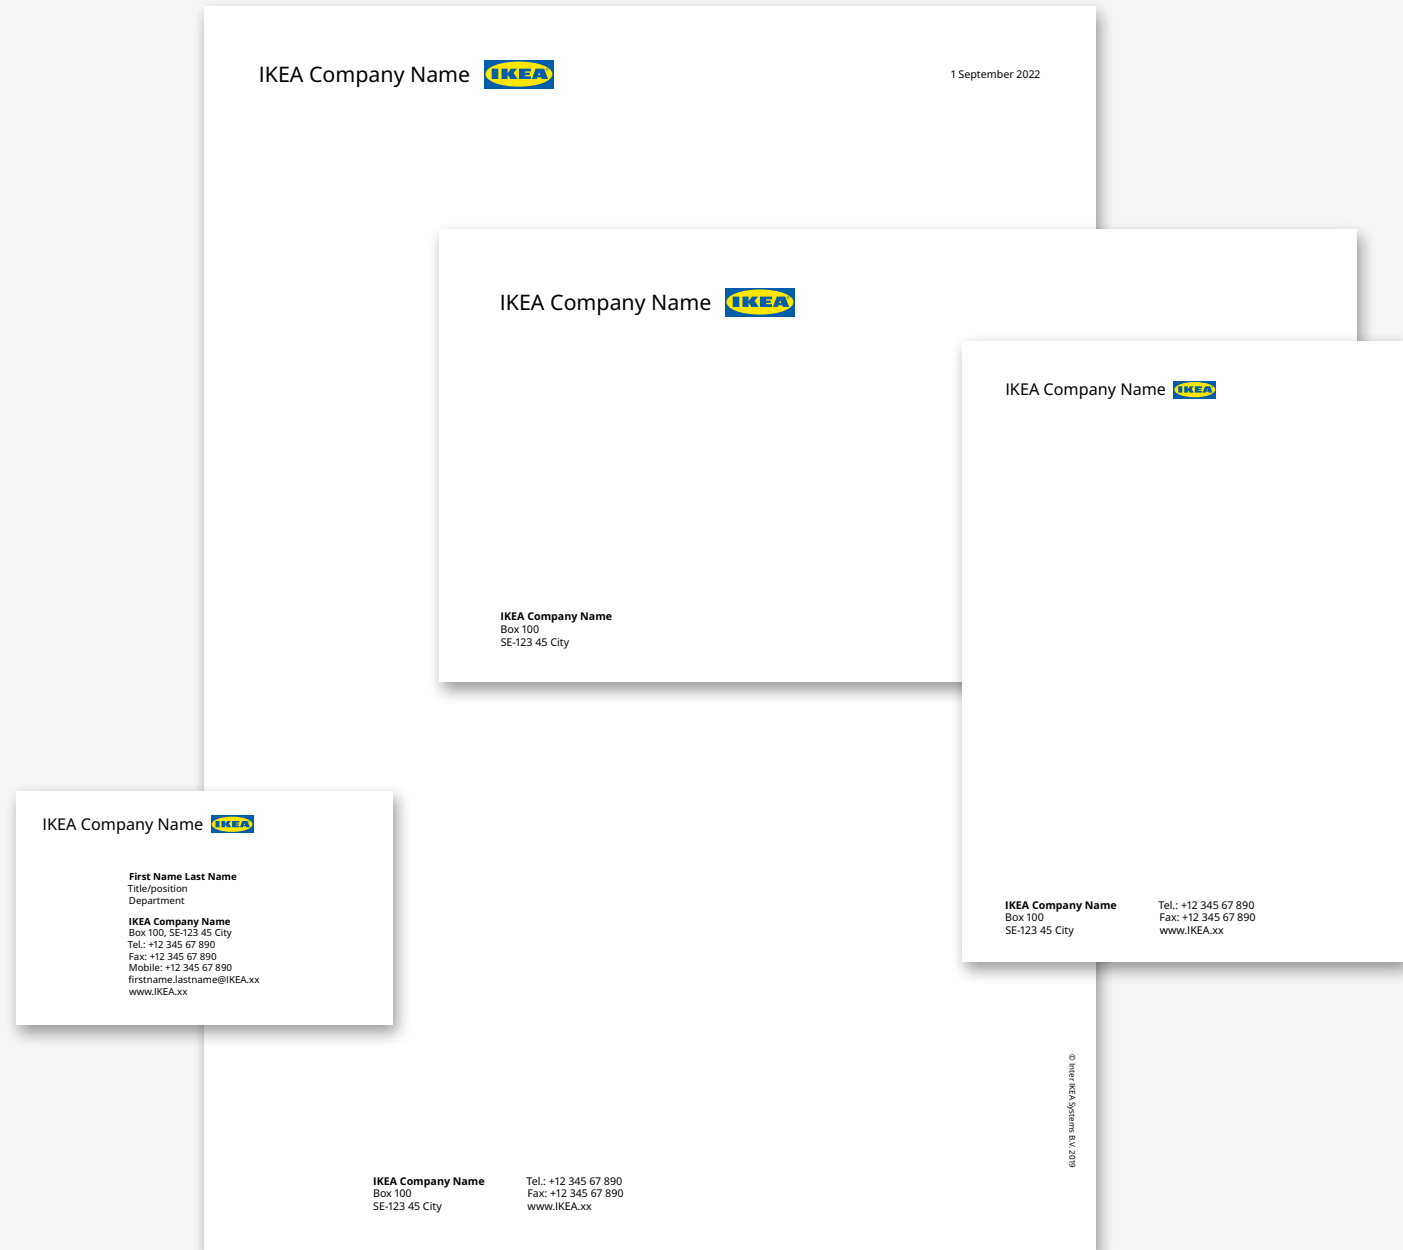 IKEA Company Name IKEA
1 September 2022
IKEA Company Name IKEA
IKEA Company Name
Box 100
SE-123 45 City
IKEA Company Name IKEA
IKEA Company Name
Box 100
SE-123 45 City
Tel.: +12 345 67 890
Fax: +12 345 67 890
www.IKEA.xx
IKEA Company Name IKEA
First Name Last Name
Title/position
Department
IKEA Company Name
Box 100, SE-123 45 City
Tel.: +12 345 67 890
Fax: +12 345 67 890
Mobile: +12 345 67 890
firstname.lastname@IKEA.xx
www.IKEA.xx
© Inter IKEA Systems B.V. 2019
IKEA Company Name
Box 100
SE-123 45 City
Tel.: +12 345 67 890
Fax: +12 345 67 890
www.IKEA.xx